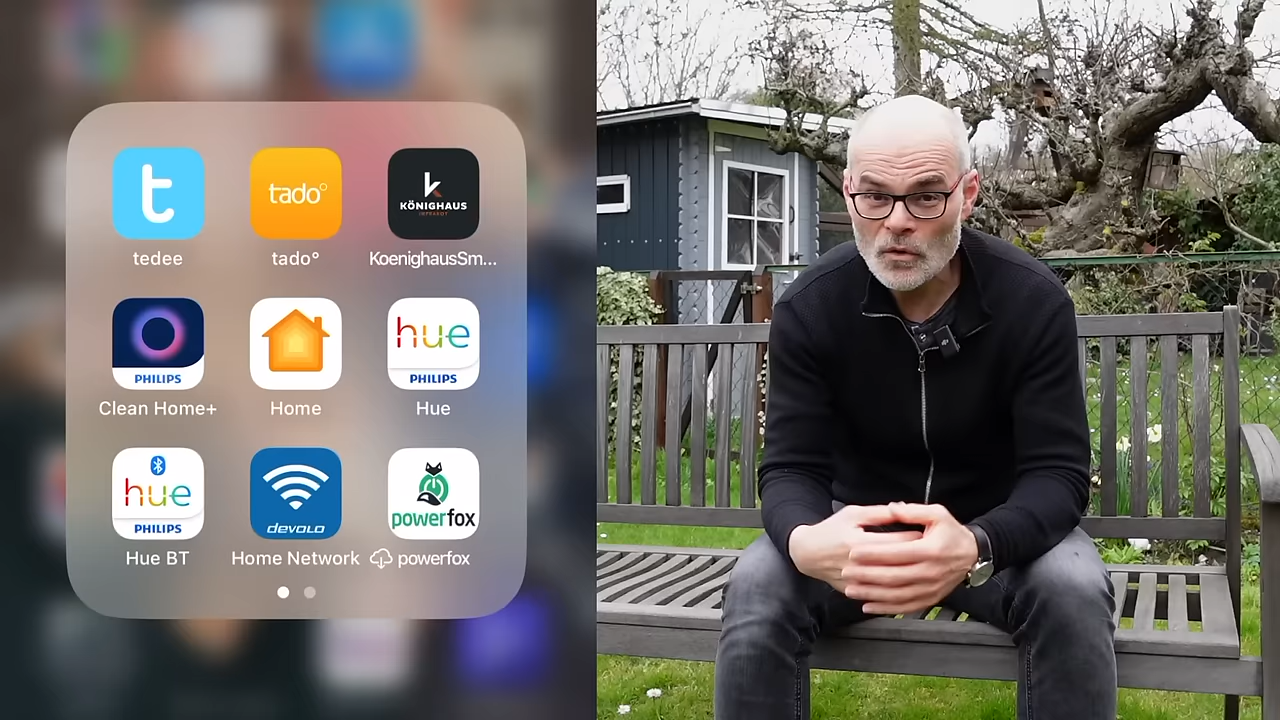 t
tado°
k
KÖNIGHAUS
INFRAROT
tedee
tado°
KoenighausSm...
hue
PHILIPS
PHILIPS
Clean Home+
Home
Hue
hue
PHILIPS
devolo
powerfox
Hue BT
Home Network
powerfox